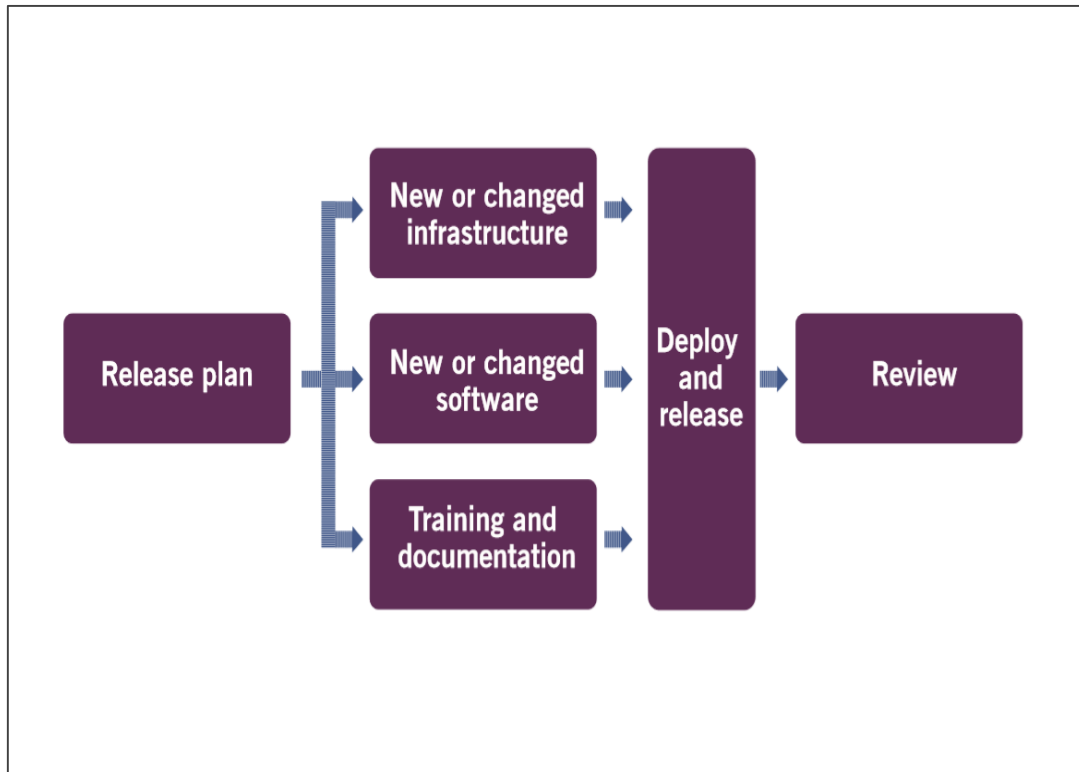 Release plan
New or changed
infrastructure
New or changed
software
Training and
documentation
Deploy
and
release
Review